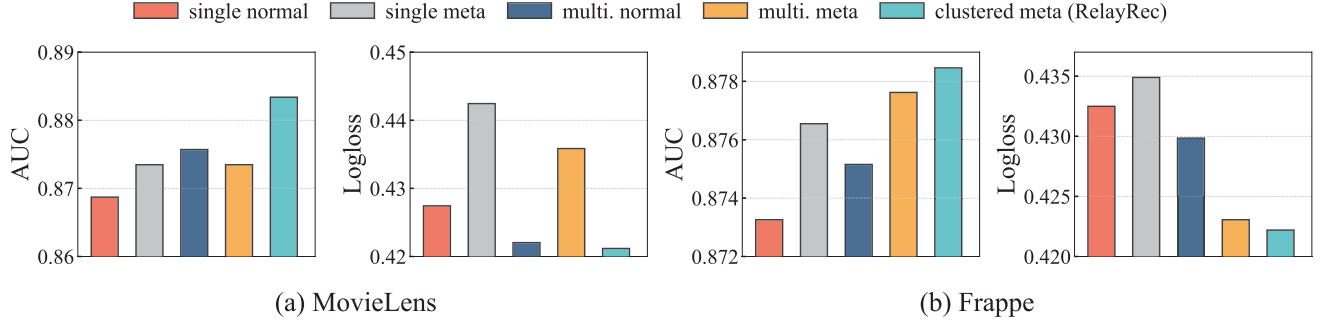 single normal single meta multi. normal multi. meta clustered meta (RelayRec)
AUC
0.89
0.88
0.87
0.86
Logloss
0.45
0.44
0.43
0.42
(a) MovieLens
AUC
0.878
0.876
0.874
0.872
Logloss
0.435
0.430
0.425
0.420
(b) Frappe